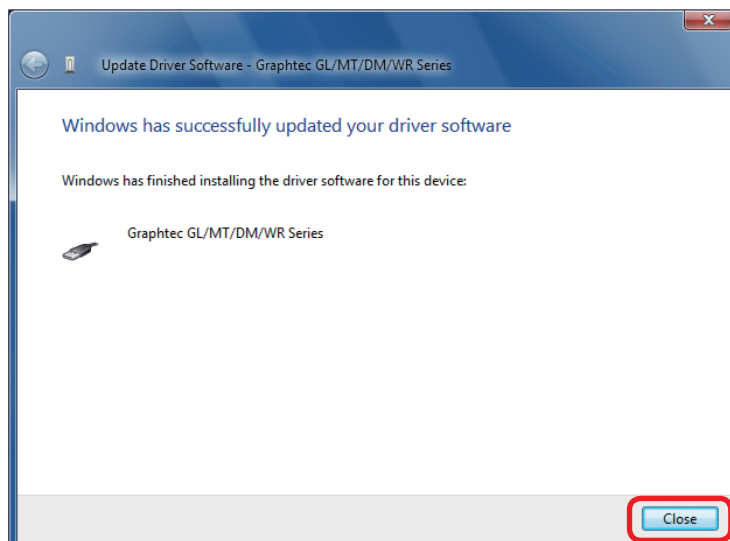 Update Driver Software - Graphtec GL/MT/DM/WR Series
Windows has successfully updated your driver software
Windows has finished installing the driver software for this device:
Graphtec GL/MT/DM/WR Series
Close